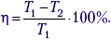 η = (T₁ − T₂)/T₁ · 100%.